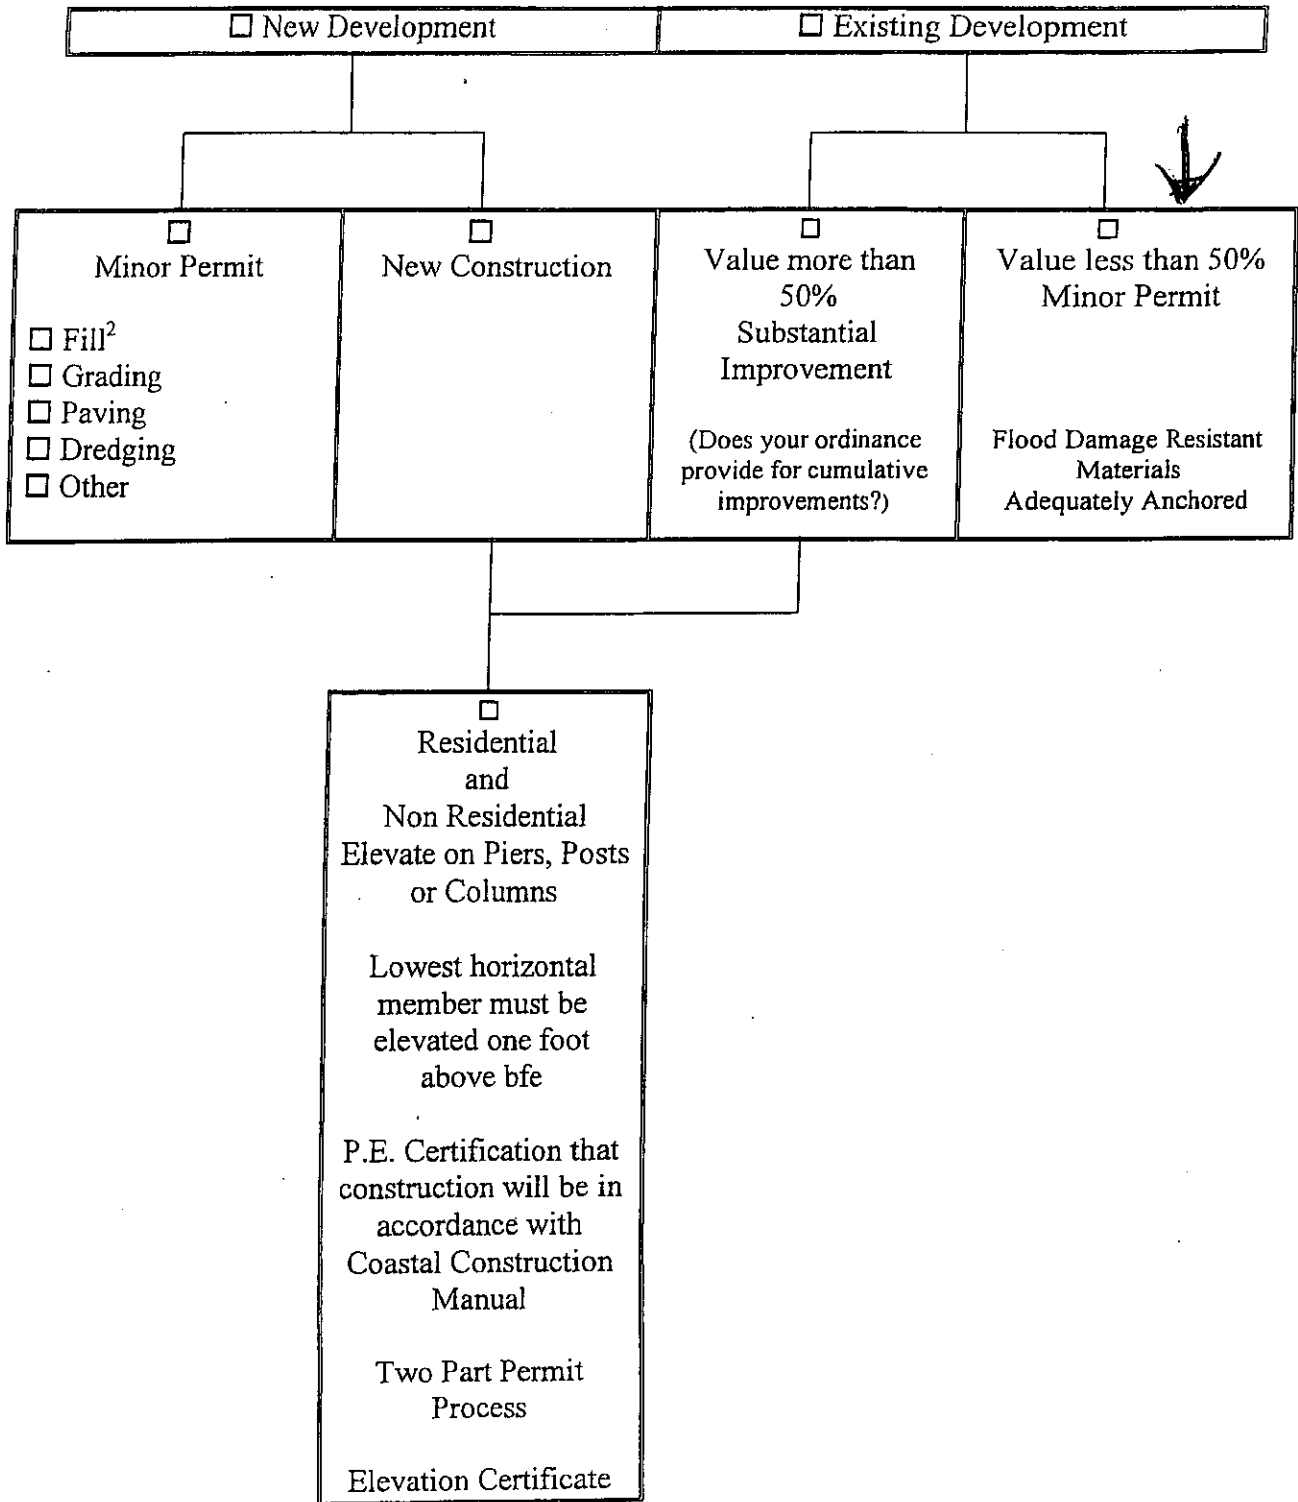 ☐ New Development
☐ Existing Development
☐
Minor Permit
☐ Fill²
☐ Grading
☐ Paving
☐ Dredging
☐ Other
☐
New Construction
☐
Value more than
50%
Substantial
Improvement
(Does your ordinance
provide for cumulative
improvements?)
☐
Value less than 50%
Minor Permit
Flood Damage Resistant
Materials
Adequately Anchored
☐
Residential
and
Non Residential
Elevate on Piers, Posts
or Columns
Lowest horizontal
member must be
elevated one foot
above bfe
P.E. Certification that
construction will be in
accordance with
Coastal Construction
Manual
Two Part Permit
Process
Elevation Certificate